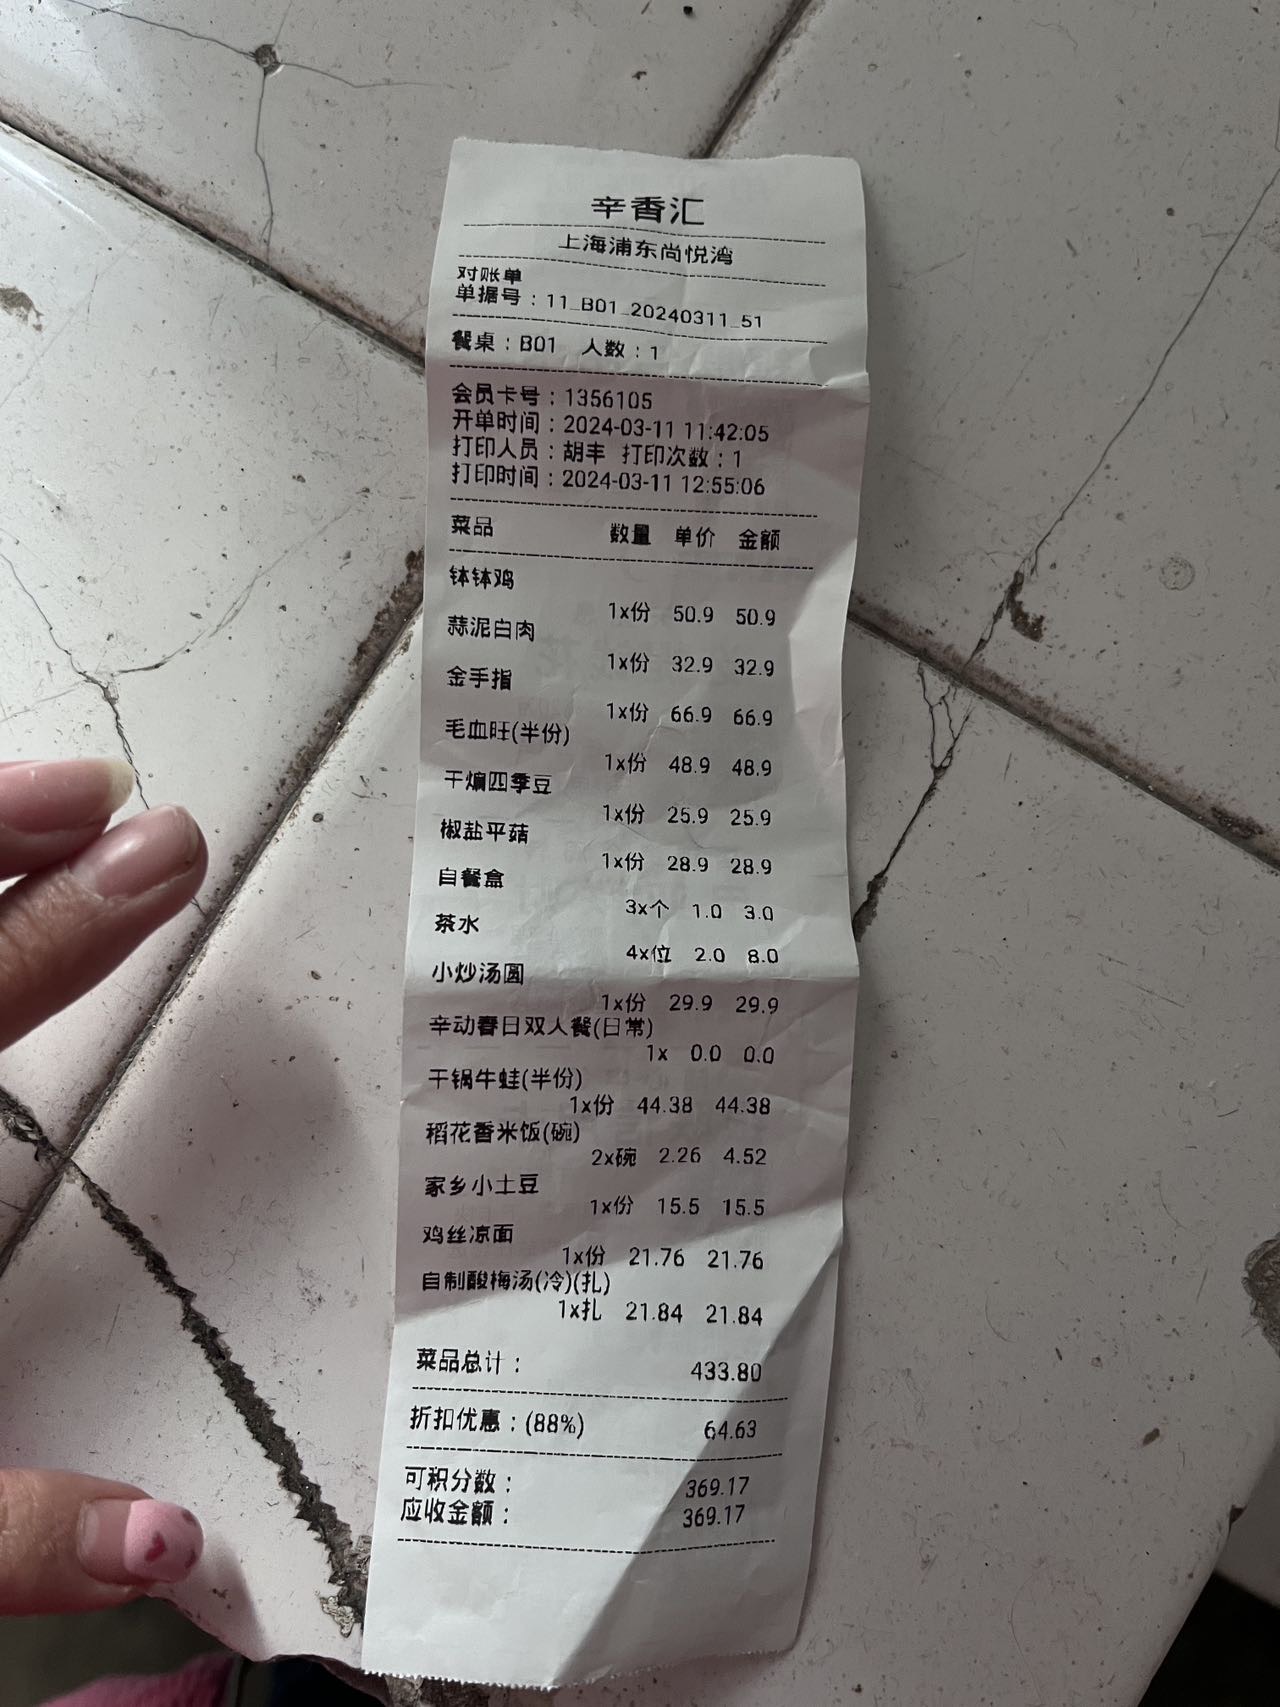 辛香汇
上海浦东尚悦湾
对账单
单据号：11_B01_20240311_51
餐桌：B01 人数：1
会员卡号：1356105
开单时间：2024-03-11 11:42:05
打印人员：胡丰 打印次数：1
打印时间：2024-03-11 12:55:06
菜品 数量 单价 金额
钵钵鸡
1x份 50.9 50.9
蒜泥白肉
1x份 32.9 32.9
金手指
1x份 66.9 66.9
毛血旺(半份)
1x份 48.9 48.9
干煸四季豆
1x份 25.9 25.9
椒盐平菇
1x份 28.9 28.9
自餐盒
3x个 1.0 3.0
茶水
4x位 2.0 8.0
小炒汤圆
1x份 29.9 29.9
辛动春日双人餐(日常)
1x 0.0 0.0
干锅牛蛙(半份)
1x份 44.38 44.38
稻花香米饭(碗)
2x碗 2.26 4.52
家乡小土豆
1x份 15.5 15.5
鸡丝凉面
1x份 21.76 21.76
自制酸梅汤(冷)(扎)
1x扎 21.84 21.84
菜品总计： 433.80
折扣优惠：(88%) 64.63
可积分数： 369.17
应收金额： 369.17